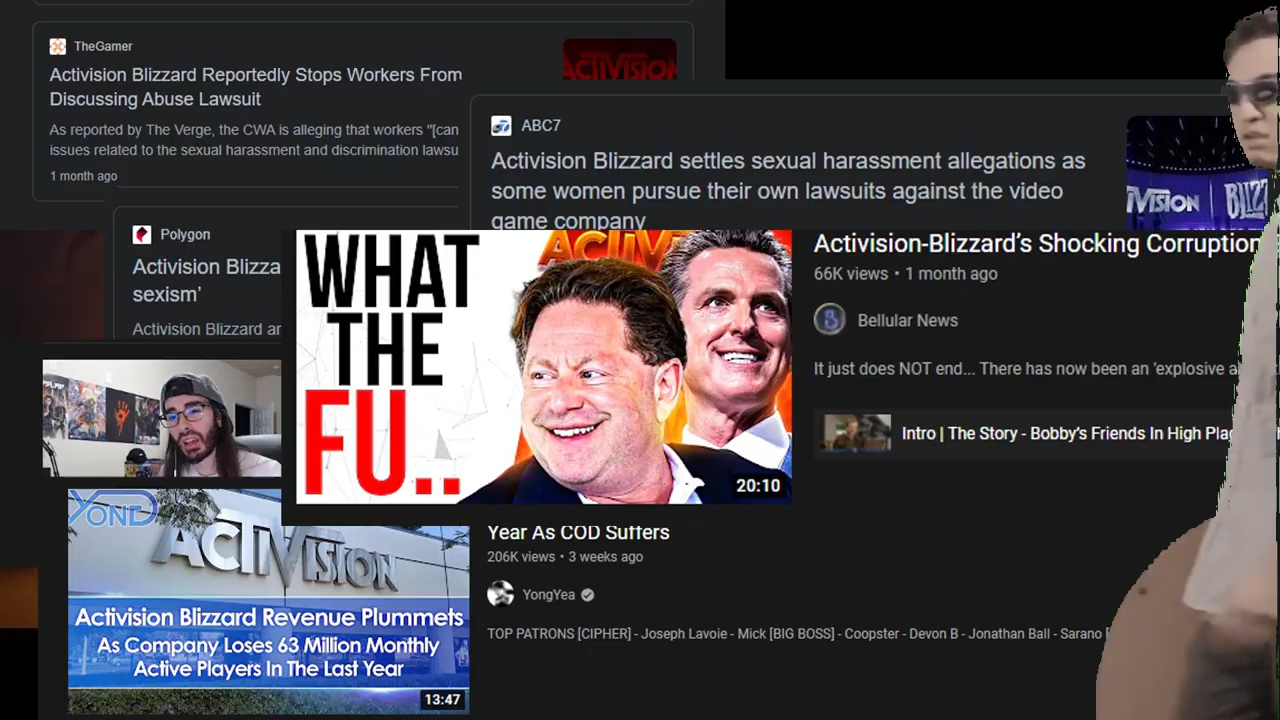 TheGamer
Activision Blizzard Reportedly Stops Workers From
Discussing Abuse Lawsuit
As reported by The Verge, the CWA is alleging that workers "[can
issues related to the sexual harassment and discrimination lawsu
1 month ago
ACTIVISION
ABC7
Activision Blizzard settles sexual harassment allegations as
some women pursue their own lawsuits against the video
game company
VISION BLIZZ
Polygon
Activision Blizza
sexism’
Activision Blizzard ar
WHAT
THE
FU..
ACTIVI
20:10
Activision-Blizzard’s Shocking Corruption
66K views • 1 month ago
Bellular News
It just does NOT end... There has now been an 'explosive a
Intro | The Story - Bobby's Friends In High Pla
YOND
ACTIVISION
Activision Blizzard Revenue Plummets
As Company Loses 63 Million Monthly
Active Players In The Last Year
13:47
Year As COD Suffers
206K views • 3 weeks ago
YongYea
TOP PATRONS [CIPHER] - Joseph Lavoie - Mick [BIG BOSS] - Coopster - Devon B - Jonathan Ball - Sarano [